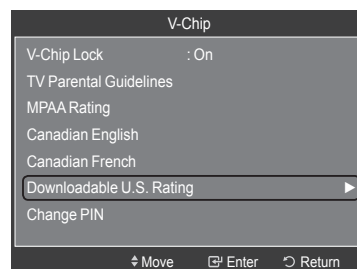 V-Chip
V-Chip Lock : On
TV Parental Guidelines
MPAA Rating
Canadian English
Canadian French
Downloadable U.S. Rating
Change PIN
Move Enter Return